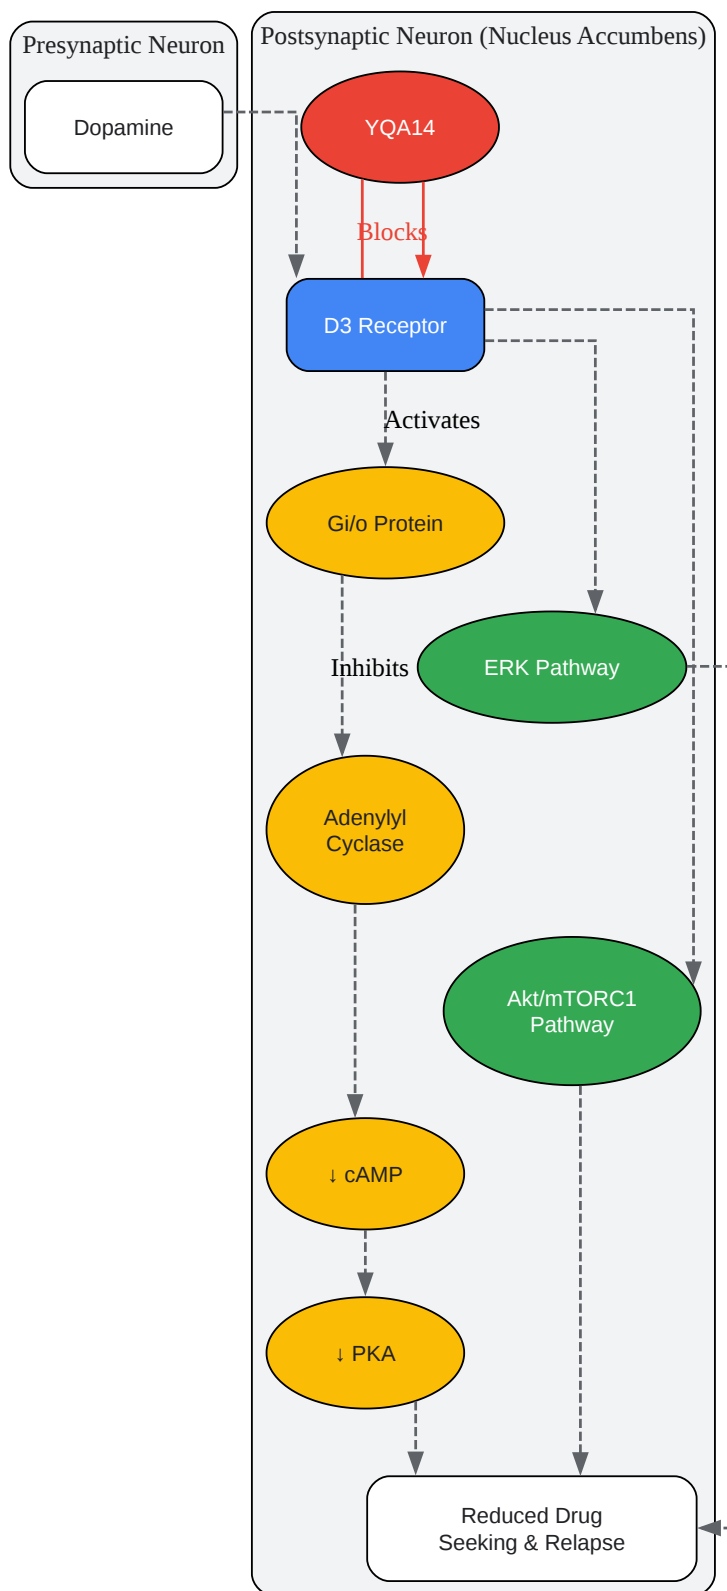 Presynaptic Neuron
Postsynaptic Neuron (Nucleus Accumbens)
Dopamine
YQA14
Blocks
D3 Receptor
Activates
Gi/o Protein
Inhibits
ERK Pathway
Adenylyl
Cyclase
Akt/mTORC1
Pathway
↓ cAMP
↓ PKA
Reduced Drug
Seeking & Relapse